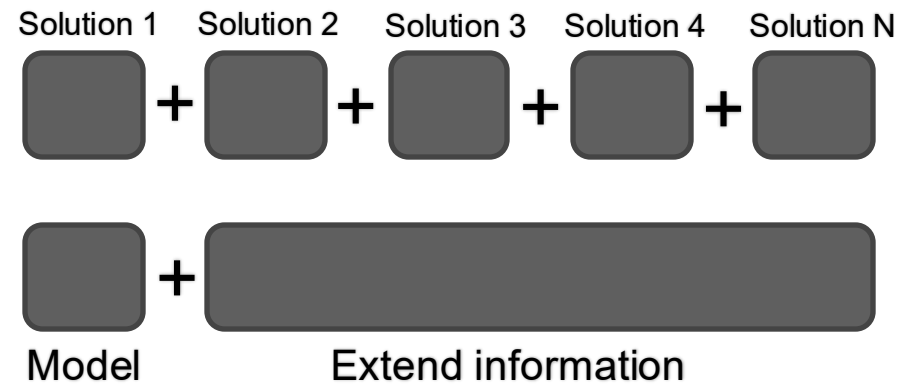 Solution 1 Solution 2 Solution 3 Solution 4 Solution N
+ + + +
+
Model Extend information